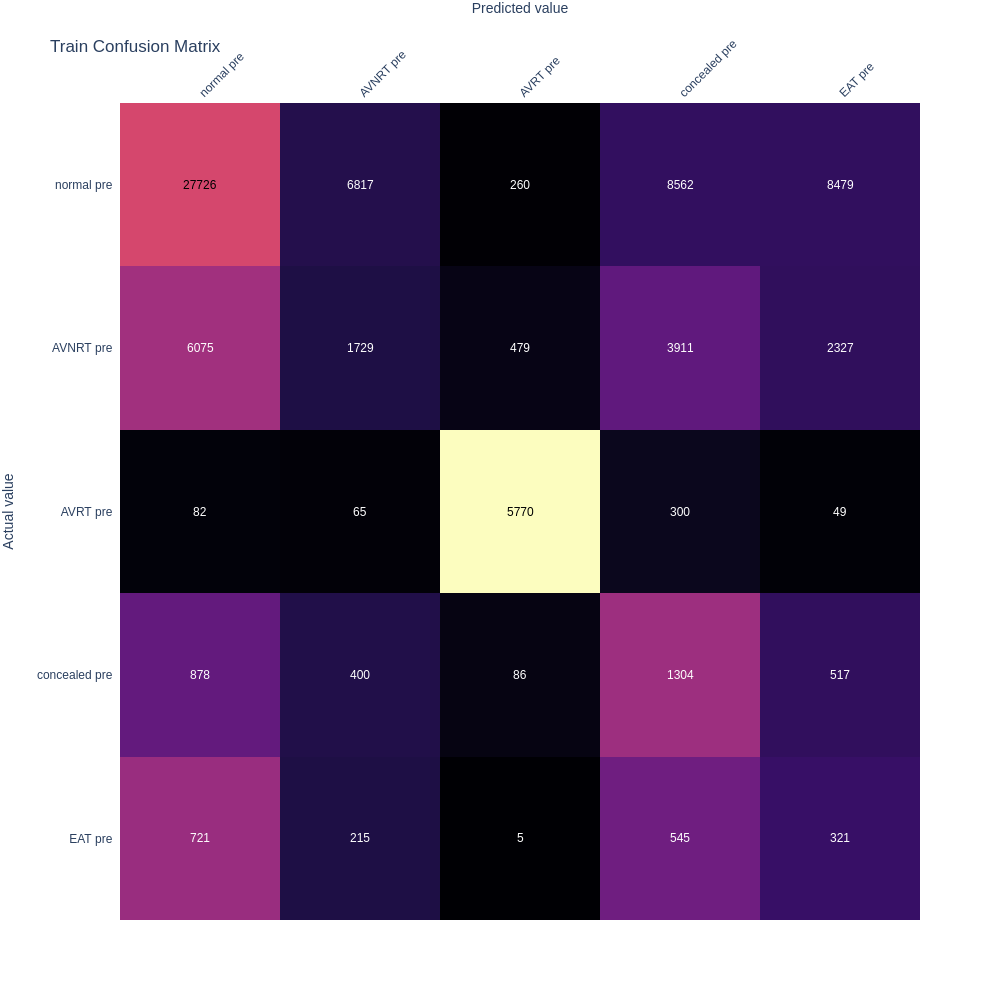 Predicted value
Train Confusion Matrix
normal pre AVNRT pre AVRT pre concealed pre EAT pre
normal pre 27726 6817 260 8562 8479
AVNRT pre 6075 1729 479 3911 2327
Actual value
AVRT pre 82 65 5770 300 49
concealed pre 878 400 86 1304 517
EAT pre 721 215 5 545 321